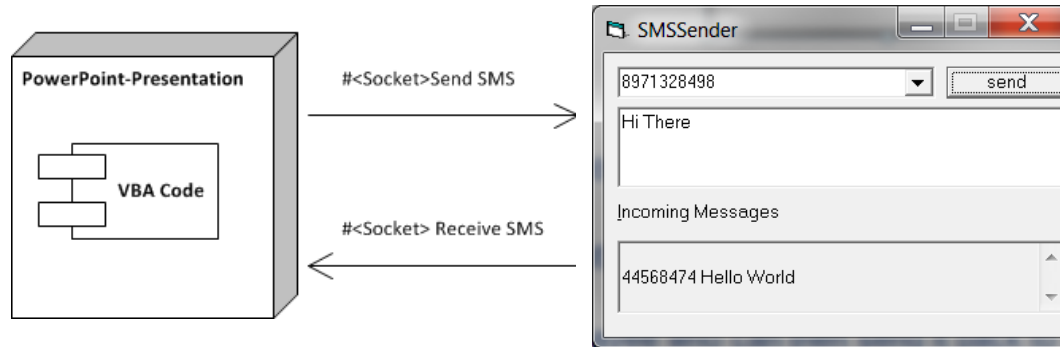 PowerPoint-Presentation
VBA Code
#<Socket>Send SMS
#<Socket> Receive SMS
SMSSender
8971328498
send
Hi There
Incoming Messages
44568474 Hello World